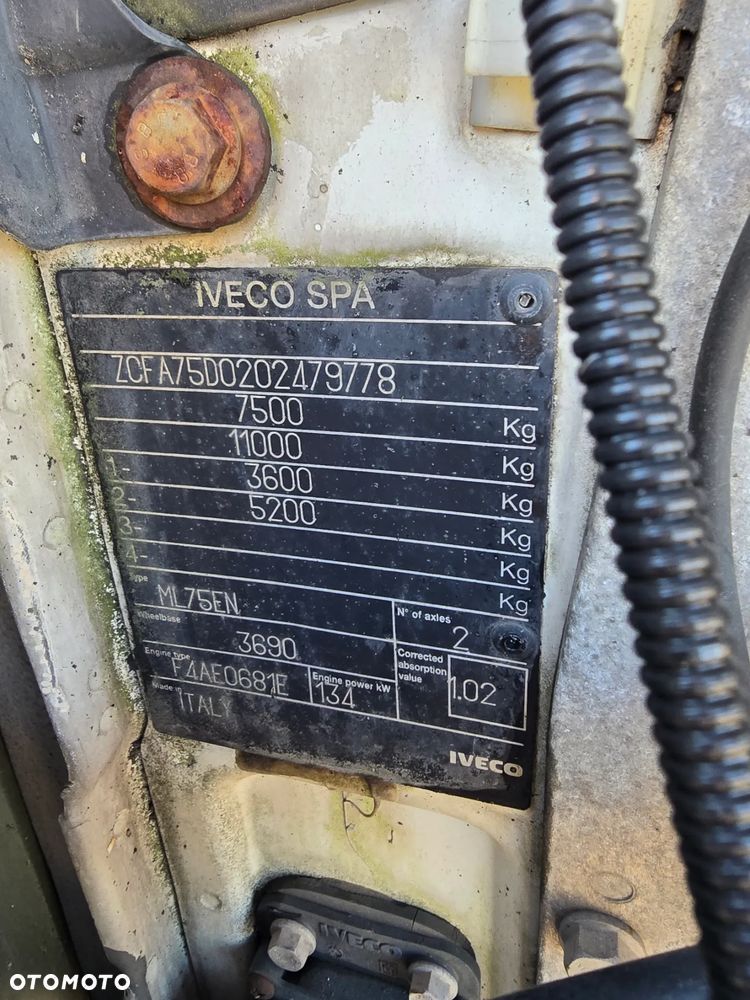 IVECO SPA
ZCFA75D0202479778
7500 Kg
11000 Kg
1- 3600 Kg
2- 5200 Kg
3- Kg
4- Kg
Type ML75EN
N° of axles 2
Wheelbase 3690
Corrected absorption value 1.02
Engine type F4AE0681E
Engine power kW 134
Made in ITALY
IVECO
IVECO
OTOMOTO